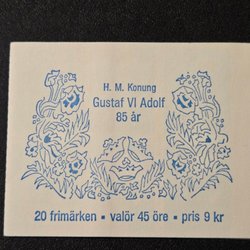 H. M. Konung
Gustaf VI Adolf
85 år
20 frimärken • valör 45 öre • pris 9 kr